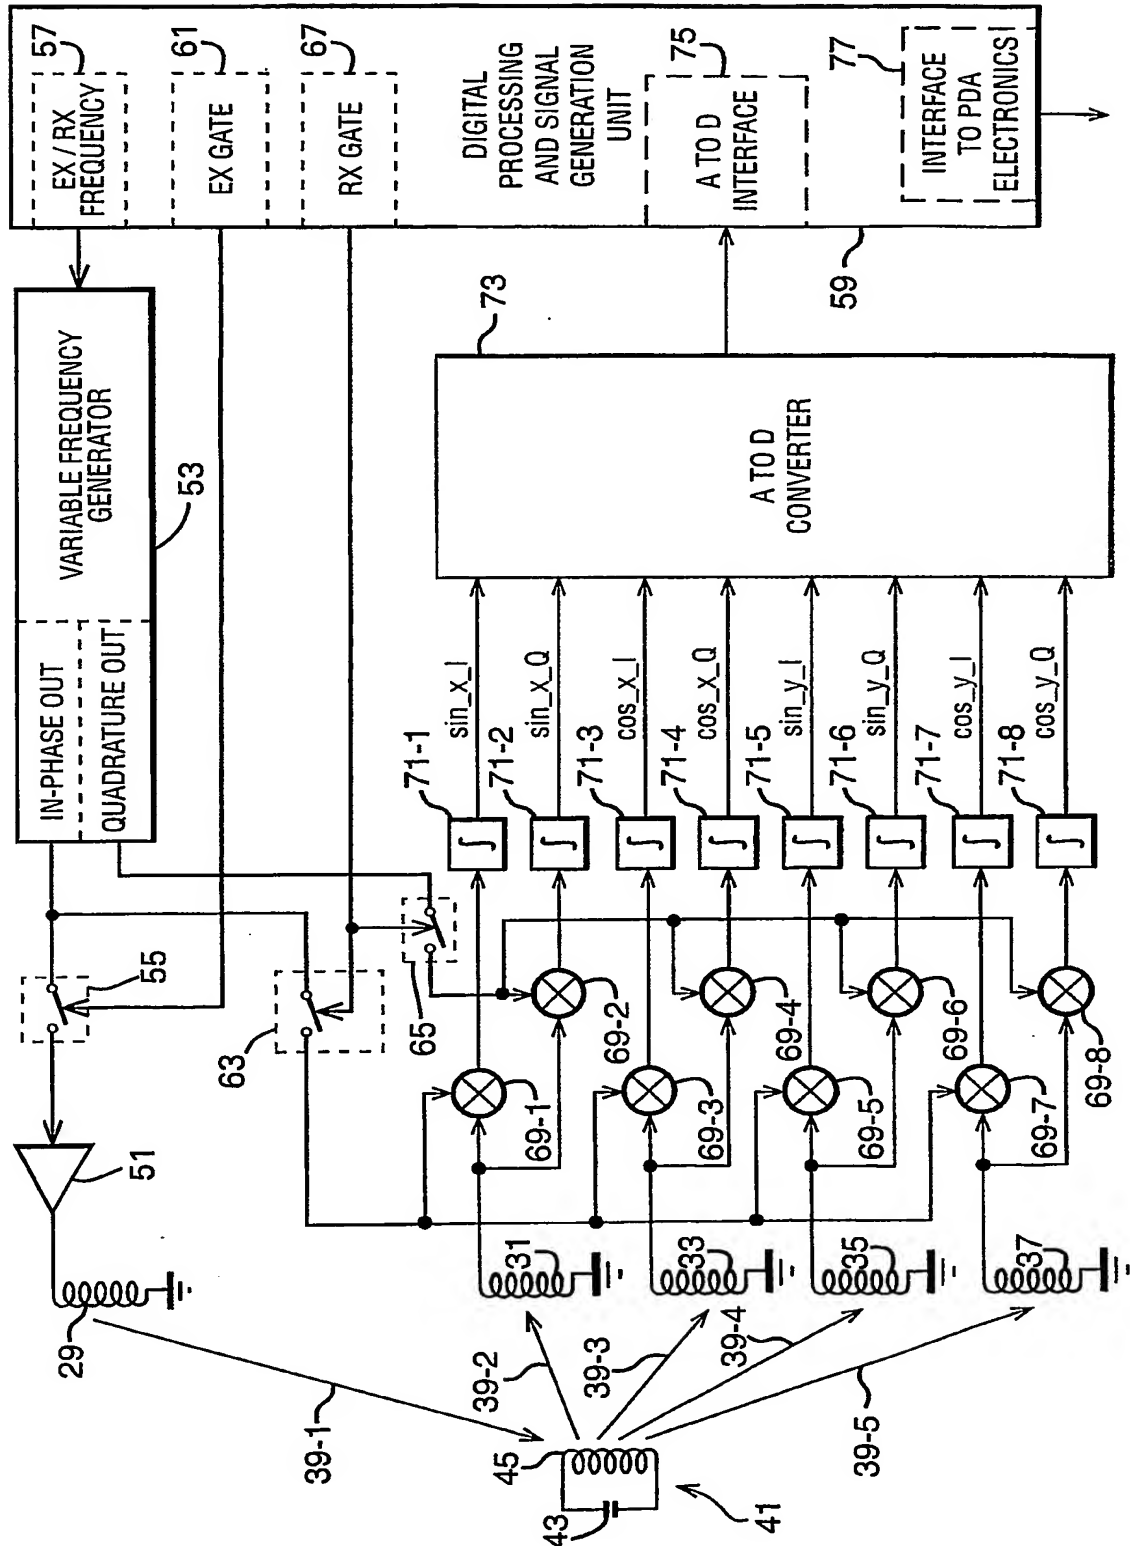 57
EX / RX
FREQUENCY
61
EX GATE
67
RX GATE
DIGITAL
PROCESSING
AND SIGNAL
GENERATION
UNIT
75
A TO D
INTERFACE
77
INTERFACE
TO PDA
ELECTRONICS
59
VARIABLE FREQUENCY
GENERATOR
53
IN-PHASE OUT
QUADRATURE OUT
73
A TO D
CONVERTER
sin_x_I
sin_x_Q
cos_x_I
cos_x_Q
sin_y_I
sin_y_Q
cos_y_I
cos_y_Q
71-1
71-2
71-3
71-4
71-5
71-6
71-7
71-8
∫
∫
∫
∫
∫
∫
∫
∫
55
63
65
69-1
69-2
69-3
69-4
69-5
69-6
69-7
69-8
51
29
31
33
35
37
39-1
39-2
39-3
39-4
39-5
45
43
41